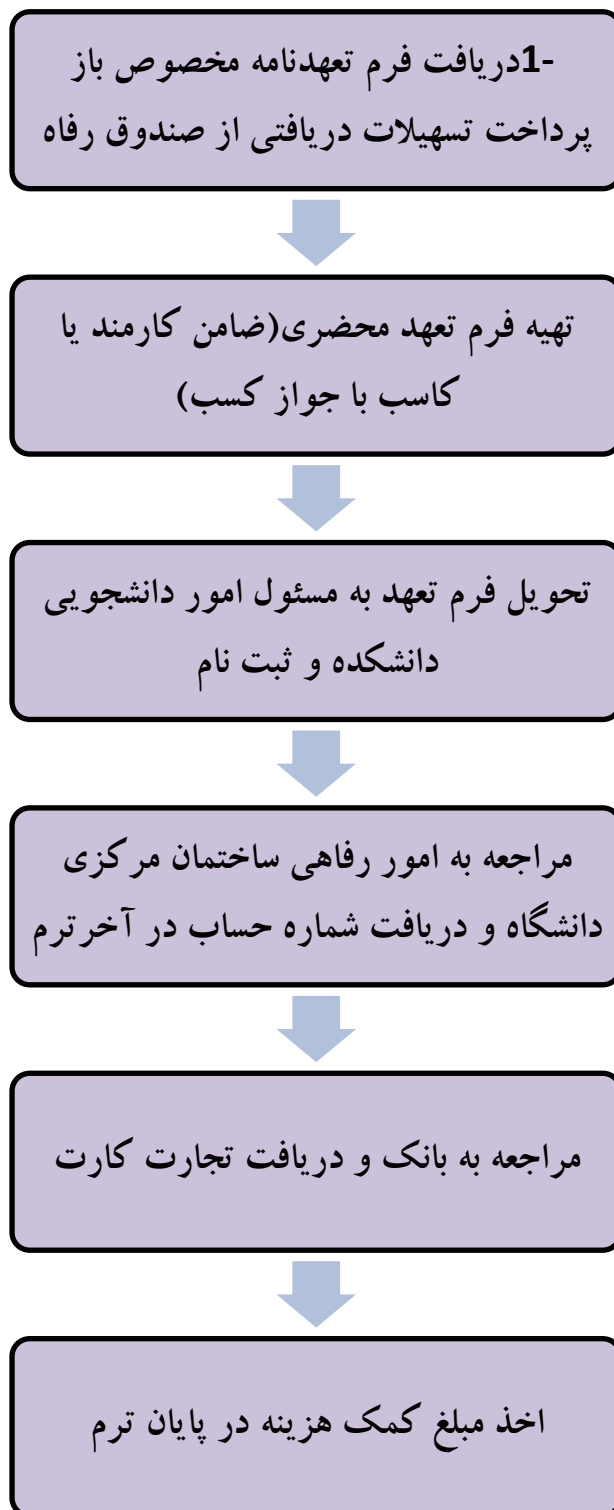 1-دریافت فرم تعهدنامه مخصوص باز
پرداخت تسهیلات دریافتی از صندوق رفاه
تهیه فرم تعهد محضری(ضامن کارمند یا
کاسب با جواز کسب)
تحویل فرم تعهد به مسئول امور دانشجویی
دانشکده و ثبت نام
مراجعه به امور رفاهی ساختمان مرکزی
دانشگاه و دریافت شماره حساب در آخرترم
مراجعه به بانک و دریافت تجارت کارت
اخذ مبلغ کمک هزینه در پایان ترم